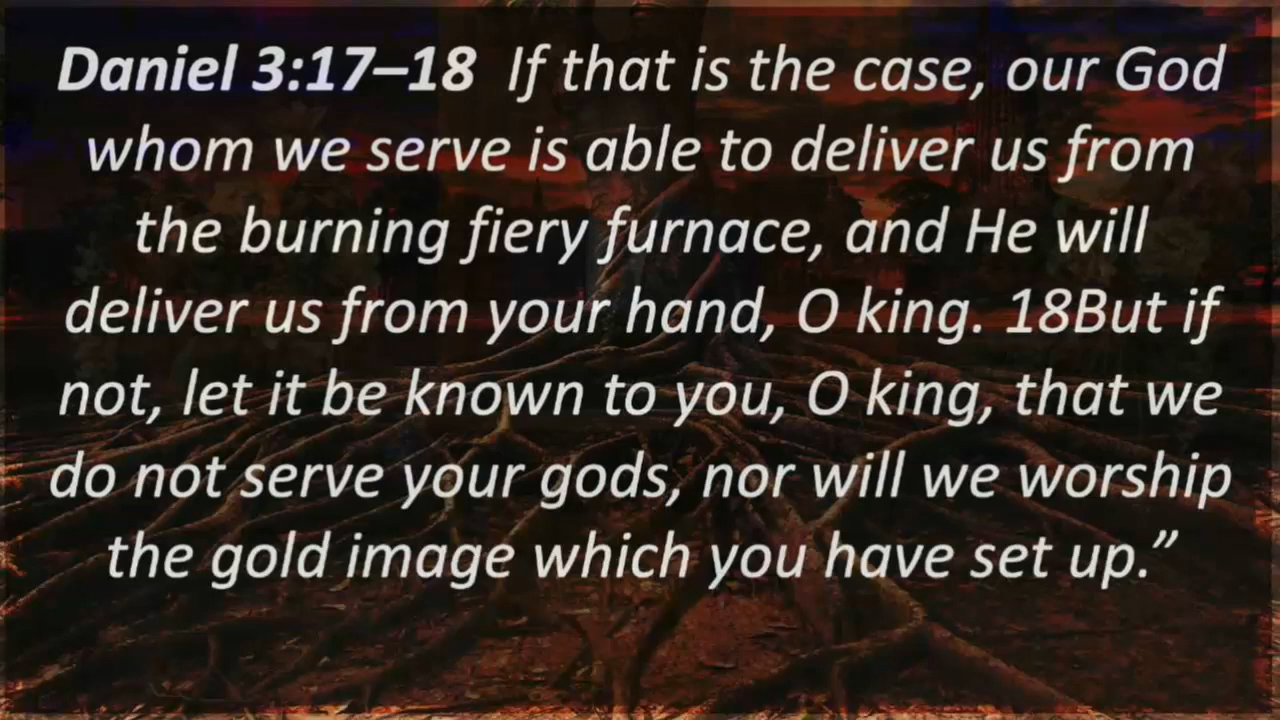 Daniel 3:17–18 If that is the case, our God
whom we serve is able to deliver us from
the burning fiery furnace, and He will
deliver us from your hand, O king. 18But if
not, let it be known to you, O king, that we
do not serve your gods, nor will we worship
the gold image which you have set up.”